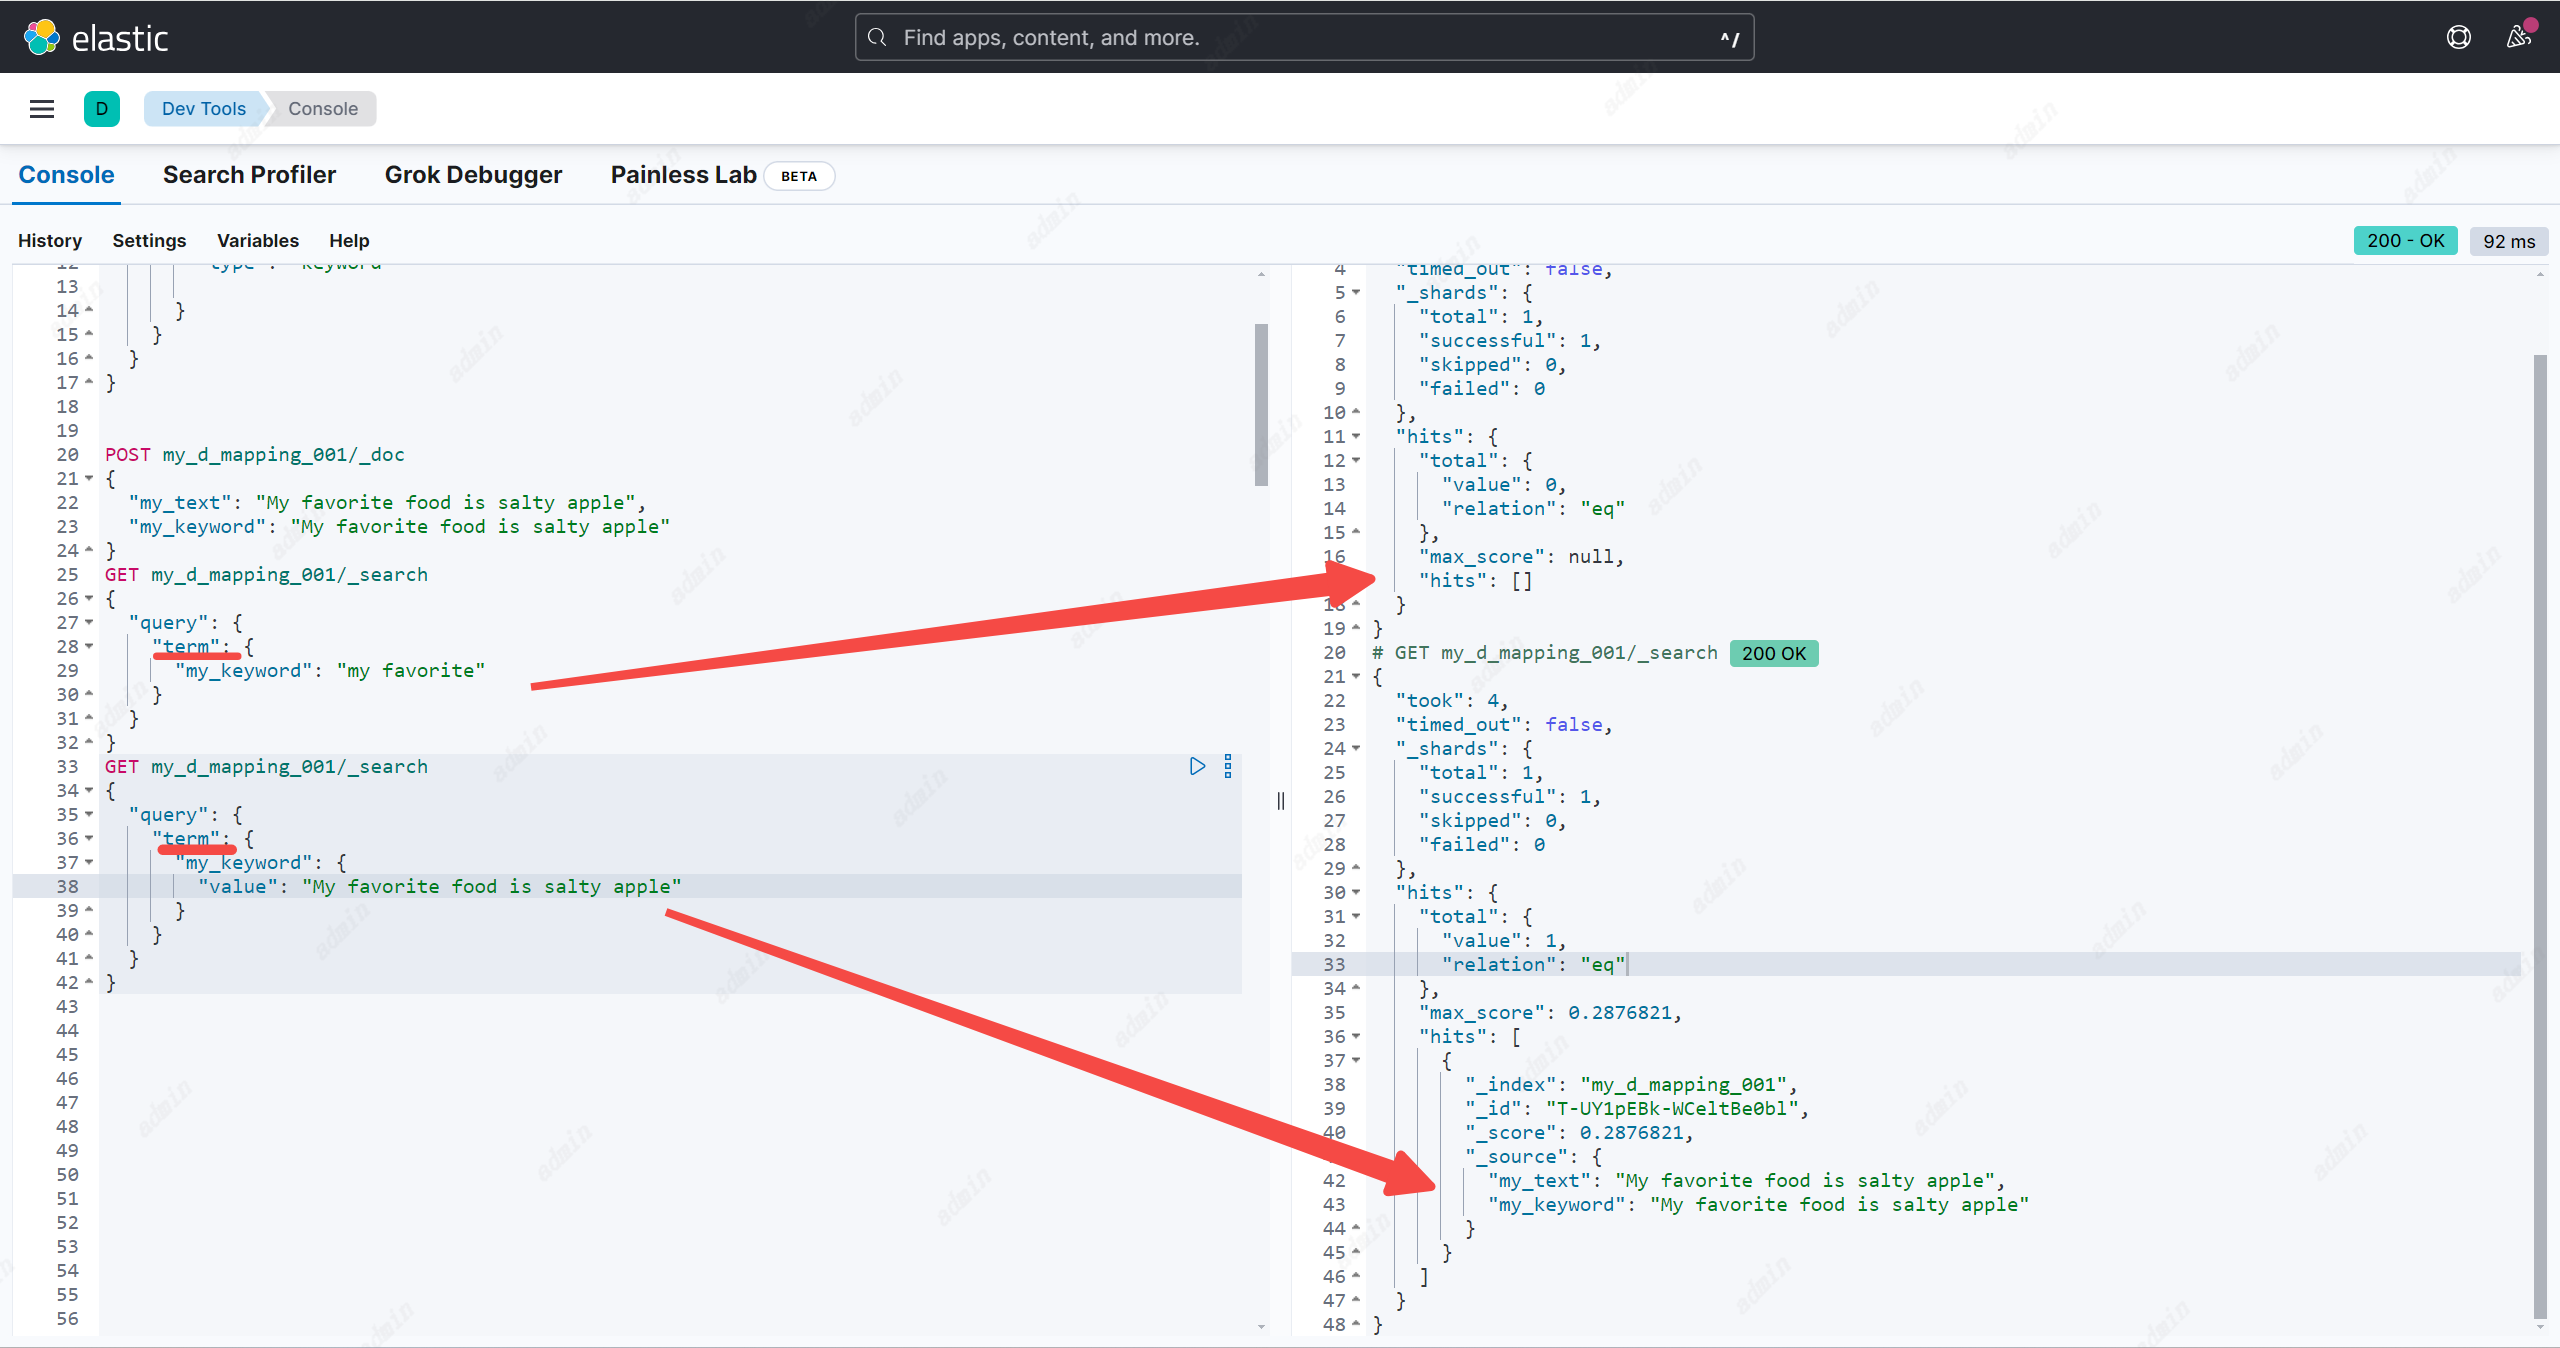 elastic
Find apps, content, and more.
^/
D
Dev Tools
Console
Console
Search Profiler
Grok Debugger
Painless Lab
BETA
History
Settings
Variables
Help
200 - OK
92 ms
12 "type": "keyword"
13
14 }
15 }
16 }
17 }
18
19
20 POST my_d_mapping_001/_doc
21 {
22 "my_text": "My favorite food is salty apple",
23 "my_keyword": "My favorite food is salty apple"
24 }
25 GET my_d_mapping_001/_search
26 {
27 "query": {
28 "term": {
29 "my_keyword": "my favorite"
30 }
31 }
32 }
33 GET my_d_mapping_001/_search
34 {
35 "query": {
36 "term": {
37 "my_keyword": {
38 "value": "My favorite food is salty apple"
39 }
40 }
41 }
42 }
43
44
45
46
47
48
49
50
51
52
53
54
55
56
4 "timed_out": false,
5 "_shards": {
6 "total": 1,
7 "successful": 1,
8 "skipped": 0,
9 "failed": 0
10 },
11 "hits": {
12 "total": {
13 "value": 0,
14 "relation": "eq"
15 },
16 "max_score": null,
"hits": []
18 }
19 }
20 # GET my_d_mapping_001/_search 200 OK
21 {
22 "took": 4,
23 "timed_out": false,
24 "_shards": {
25 "total": 1,
26 "successful": 1,
27 "skipped": 0,
28 "failed": 0
29 },
30 "hits": {
31 "total": {
32 "value": 1,
33 "relation": "eq"
34 },
35 "max_score": 0.2876821,
36 "hits": [
37 {
38 "_index": "my_d_mapping_001",
39 "_id": "T-UY1pEBk-WCeltBe0bl",
40 "_score": 0.2876821,
"_source": {
42 "my_text": "My favorite food is salty apple",
43 "my_keyword": "My favorite food is salty apple"
44 }
45 }
46 ]
47 }
48 }